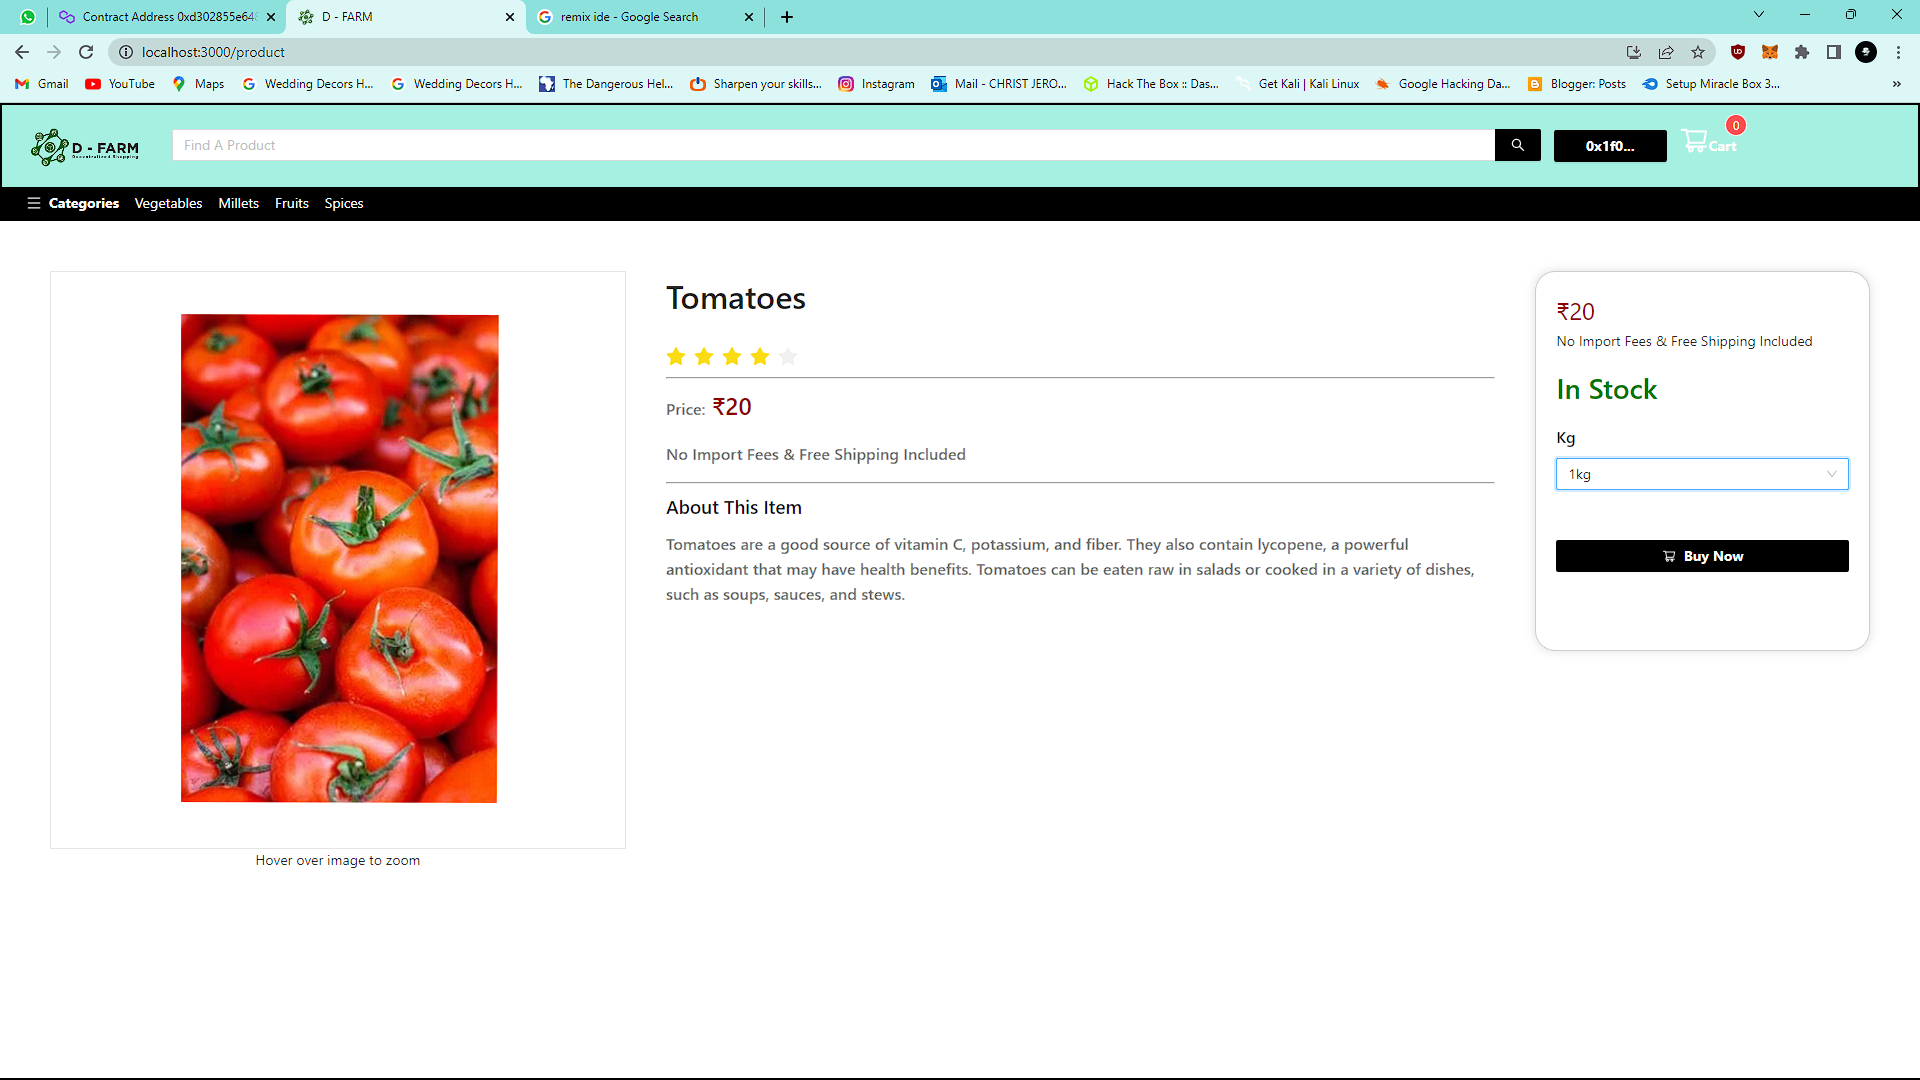 Contract Address 0xd302855e64
D - FARM
remix ide - Google Search
localhost:3000/product
Gmail
YouTube
Maps
Wedding Decors H...
Wedding Decors H...
The Dangerous Hel...
Sharpen your skills...
Instagram
Mail - CHRIST JERO...
Hack The Box :: Das...
Get Kali | Kali Linux
Google Hacking Da...
Blogger: Posts
Setup Miracle Box 3...
»
D - FARM
Decentralized Shopping
Find A Product
0x1f0...
0
Cart
Categories
Vegetables
Millets
Fruits
Spices
Hover over image to zoom
Tomatoes
Price: ₹20
No Import Fees & Free Shipping Included
About This Item
Tomatoes are a good source of vitamin C, potassium, and fiber. They also contain lycopene, a powerful
antioxidant that may have health benefits. Tomatoes can be eaten raw in salads or cooked in a variety of dishes,
such as soups, sauces, and stews.
₹20
No Import Fees & Free Shipping Included
In Stock
Kg
1kg
Buy Now